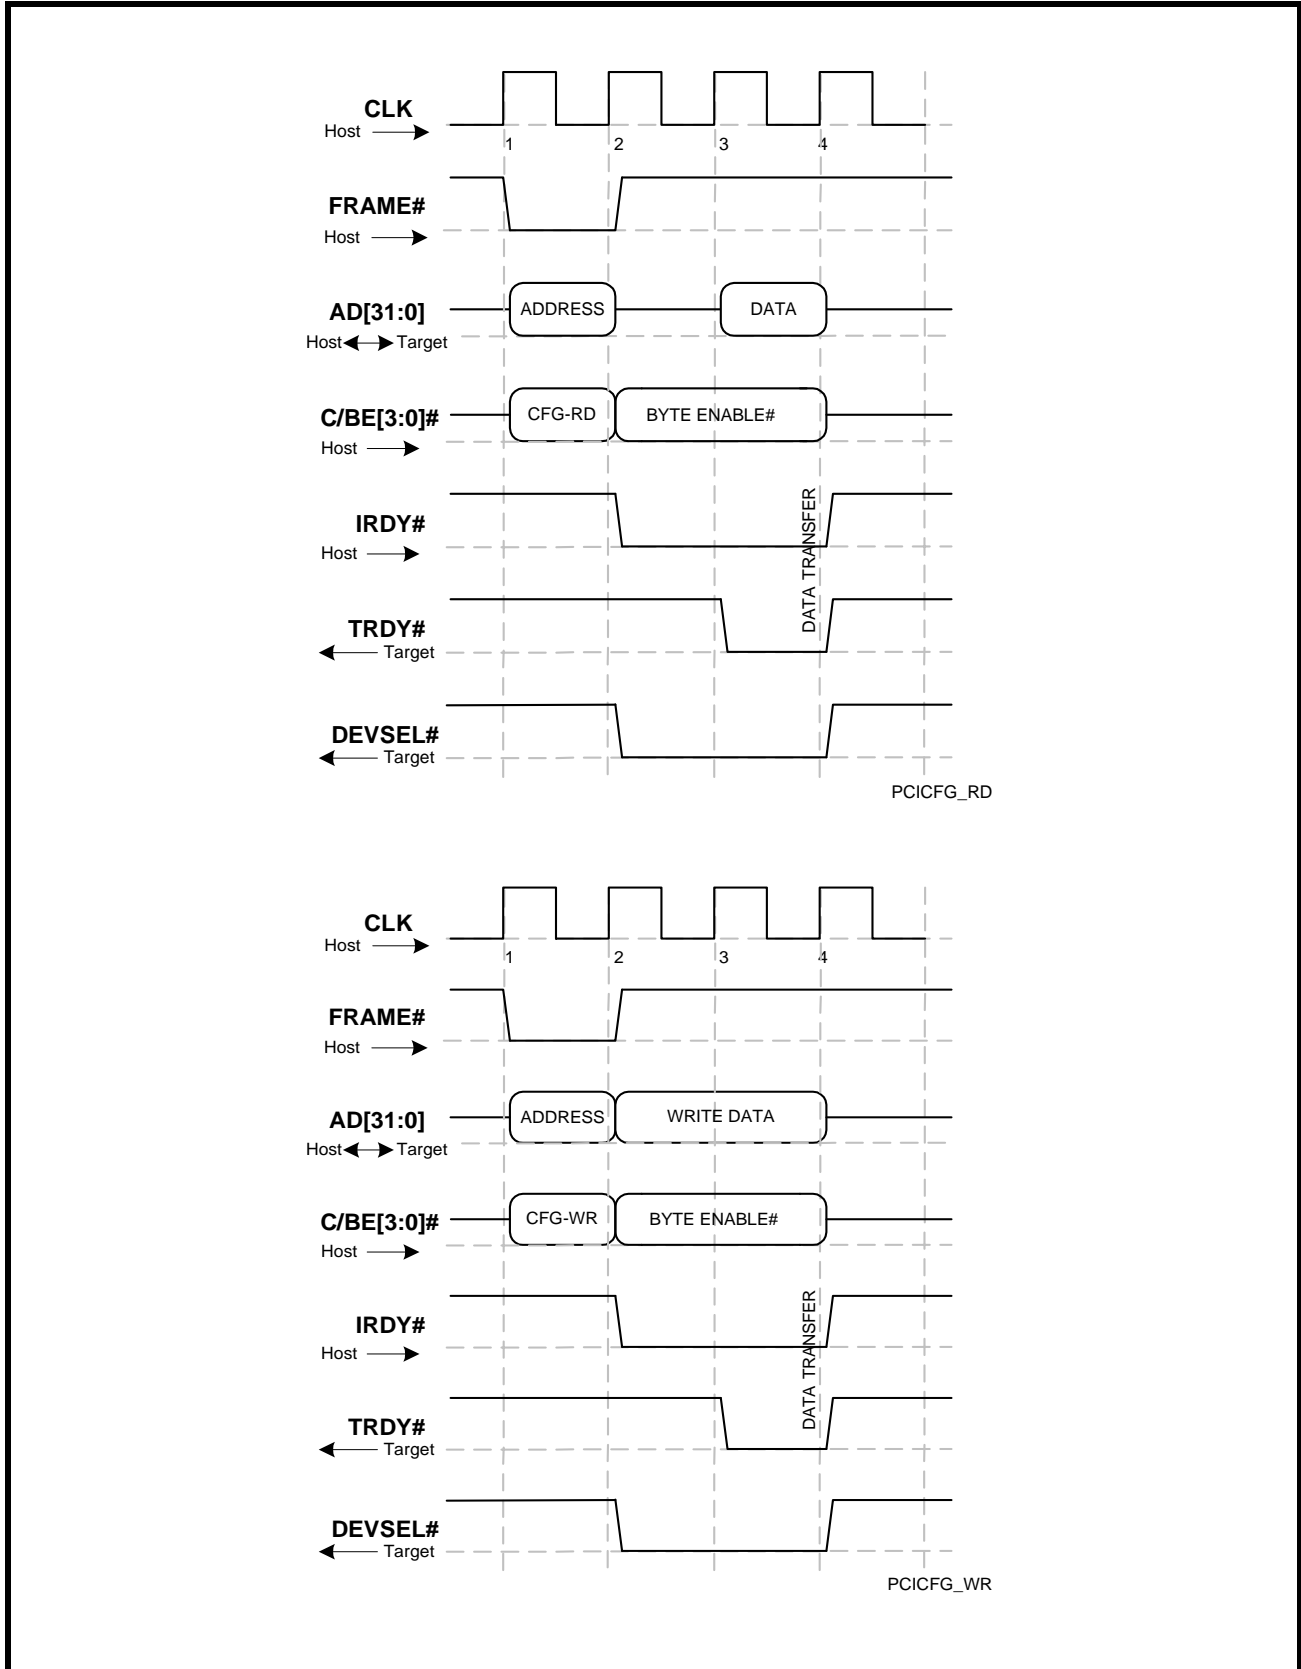 CLK
Host
1 2 3 4
FRAME#
Host
AD[31:0] ADDRESS DATA
Host Target
C/BE[3:0]# CFG-RD BYTE ENABLE#
Host
IRDY#
Host
DATA TRANSFER
TRDY#
Target
DEVSEL#
Target
PCICFG_RD
CLK
Host
1 2 3 4
FRAME#
Host
AD[31:0] ADDRESS WRITE DATA
Host Target
C/BE[3:0]# CFG-WR BYTE ENABLE#
Host
IRDY#
Host
DATA TRANSFER
TRDY#
Target
DEVSEL#
Target
PCICFG_WR